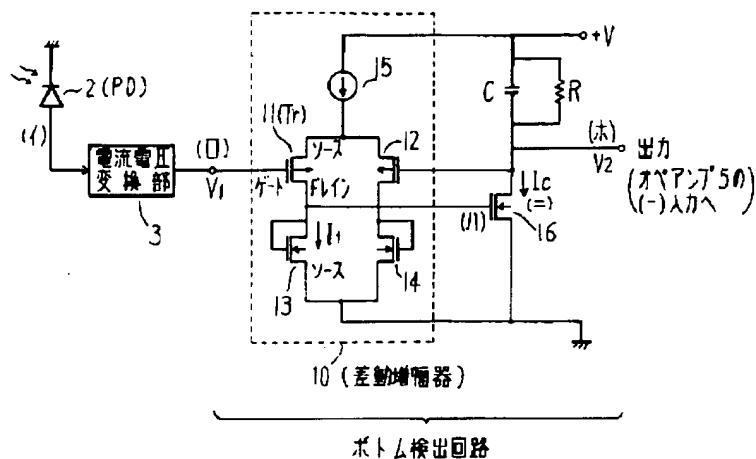 +V
15
2(PD)
C
R
11(Tr)
12
(イ)
(ロ)
ソース
(ホ)
電流電圧
変換部
V1
ゲート
ドレイン
V2
出力
(オペアンプ5の
(-)入力へ)
3
Ic
(ニ)
(ハ)
16
I1
ソース
13
14
10(差動増幅器)
ボトム検出回路